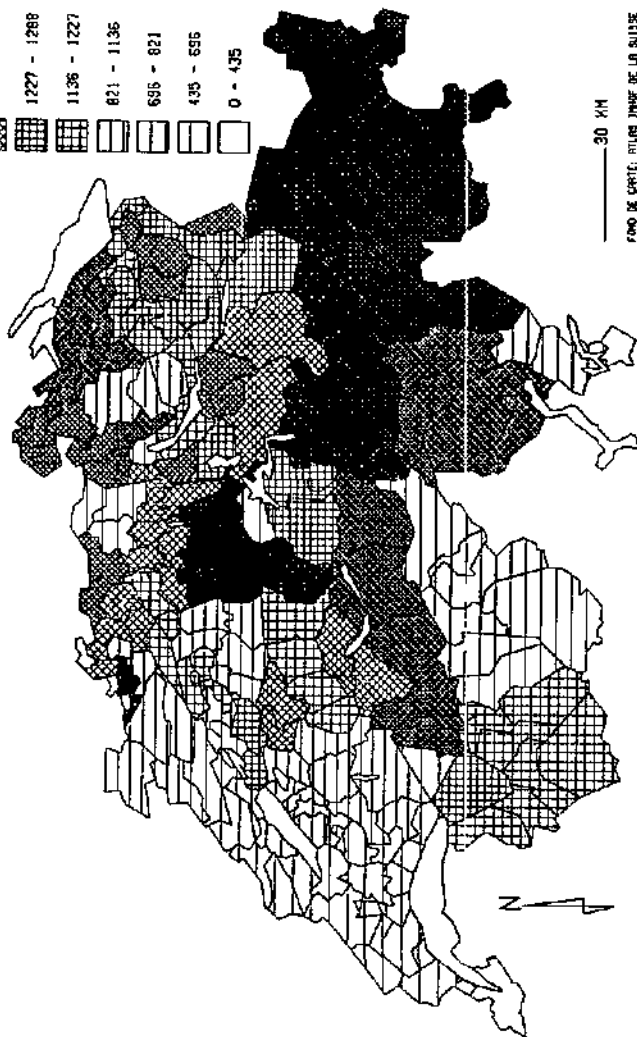 1227 - 1288
1136 - 1227
821 - 1136
696 - 821
435 - 696
0 - 435
N
30 KM
FOND DE CARTE: ATLAS IMAGE DE LA SUISSE